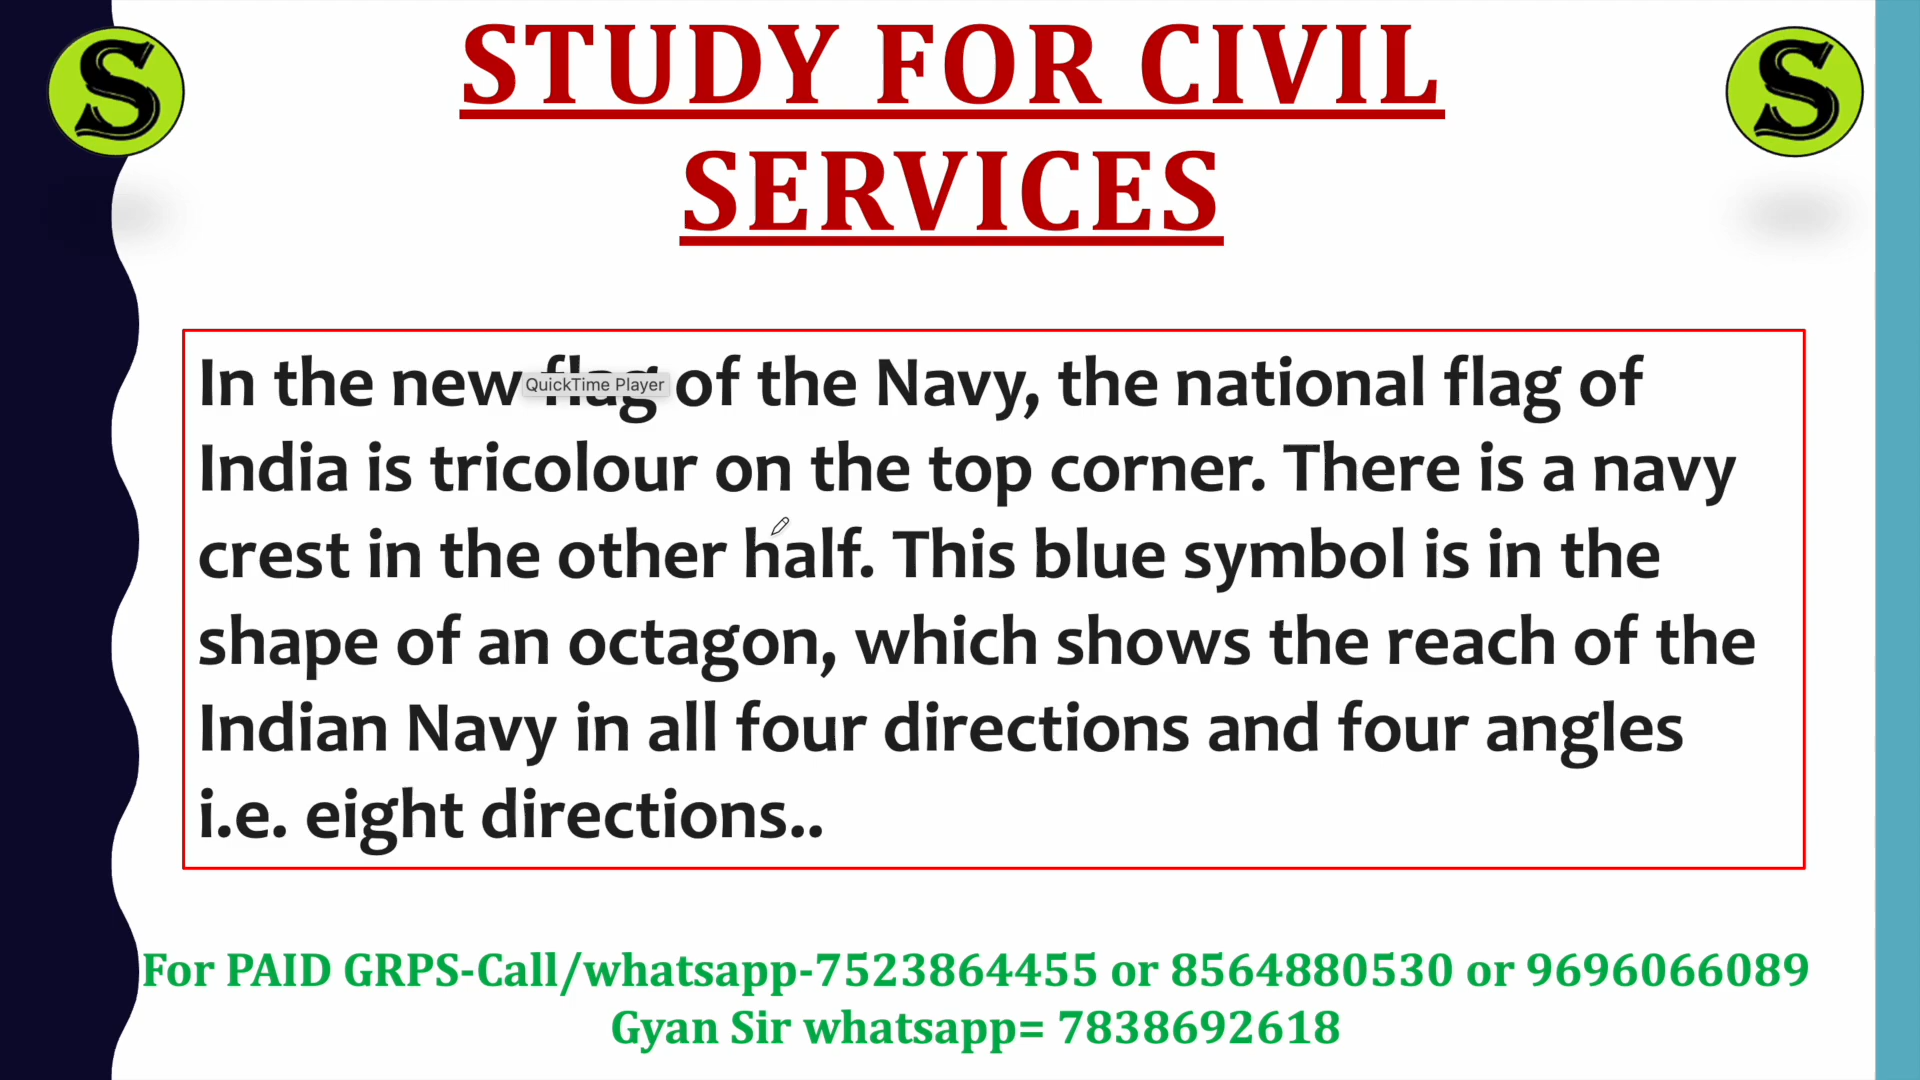 S
S
STUDY FOR CIVIL
SERVICES
In the new flag of the Navy, the national flag of
QuickTime Player
India is tricolour on the top corner. There is a navy
crest in the other half. This blue symbol is in the
shape of an octagon, which shows the reach of the
Indian Navy in all four directions and four angles
i.e. eight directions..
For PAID GRPS-Call/whatsapp-7523864455 or 8564880530 or 9696066089
Gyan Sir whatsapp= 7838692618